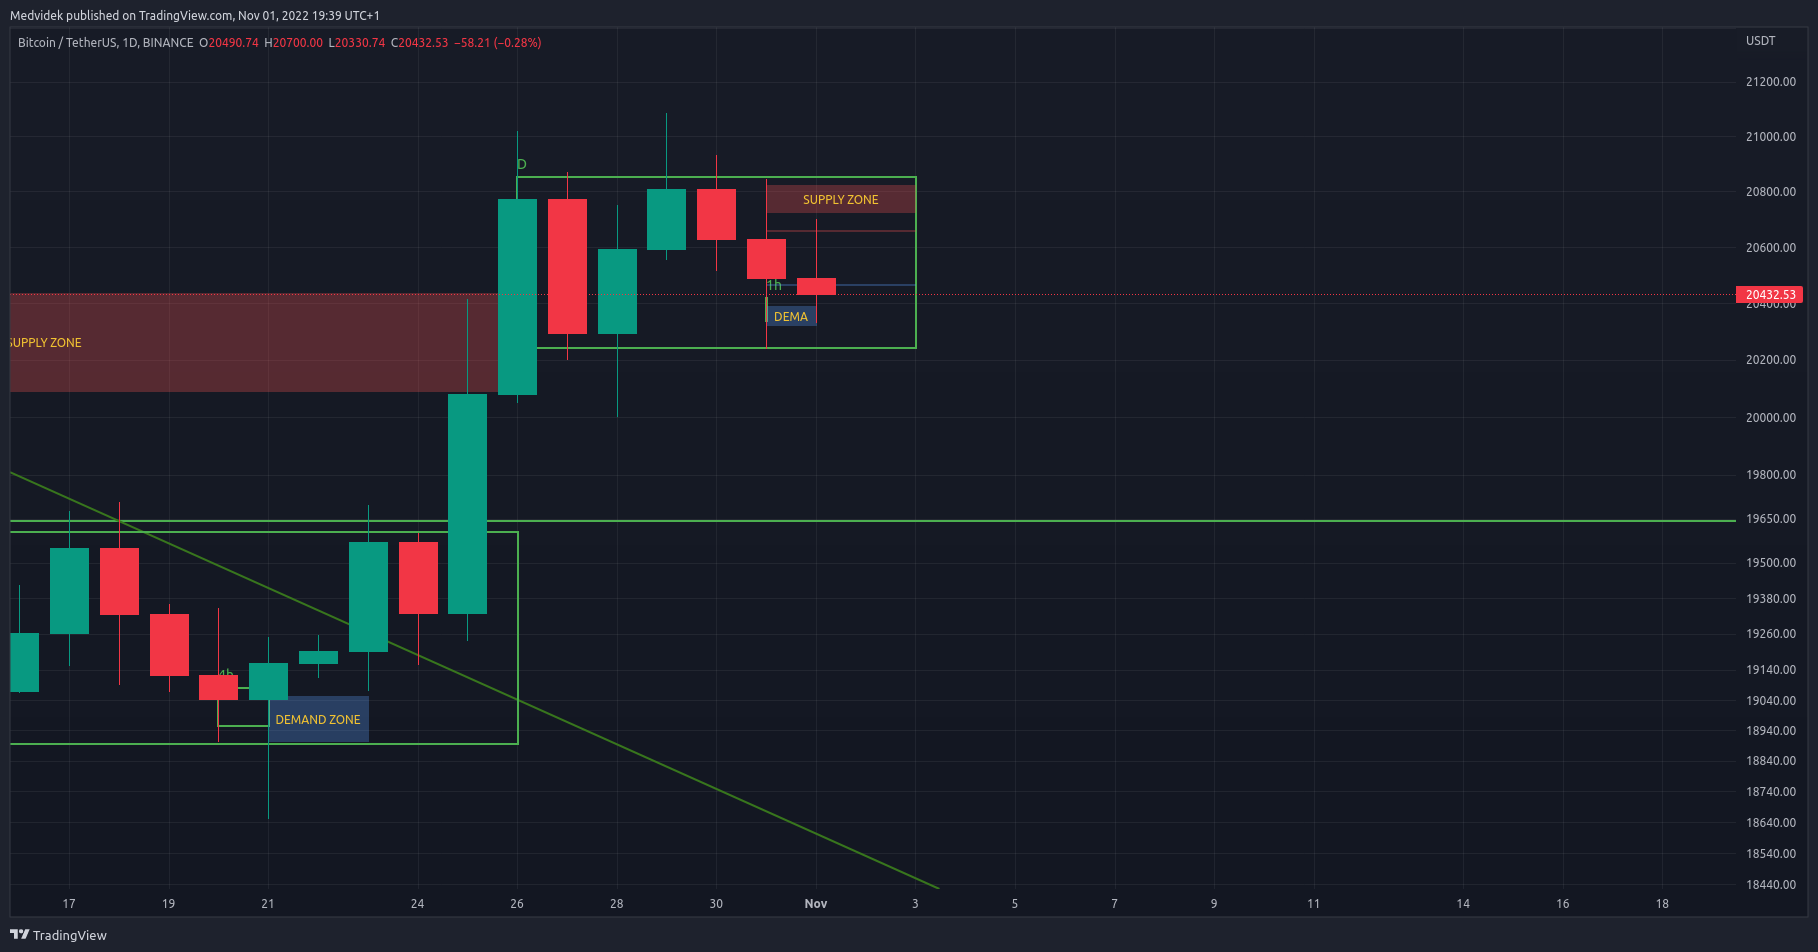 Medvidek published on TradingView.com, Nov 01, 2022 19:39 UTC+1
Bitcoin / TetherUS, 1D, BINANCE O20490.74 H20700.00 L20330.74 C20432.53 −58.21 (−0.28%)
USDT
21200.00
21000.00
D
20800.00
SUPPLY ZONE
20600.00
1h
20432.53
20400.00
DEMA
SUPPLY ZONE
20200.00
20000.00
19800.00
19650.00
19500.00
19380.00
19260.00
19140.00
4h
19040.00
DEMAND ZONE
18940.00
18840.00
18740.00
18640.00
18540.00
18440.00
17 19 21 24 26 28 30 Nov 3 5 7 9 11 14 16 18
TradingView